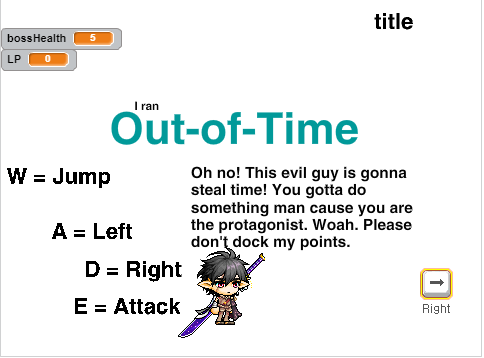 title
bossHealth 5
LP 0
I ran
Out-of-Time
W = Jump
A = Left
D = Right
E = Attack
Oh no! This evil guy is gonna
steal time! You gotta do
something man cause you are
the protagonist. Woah. Please
don't dock my points.
Right